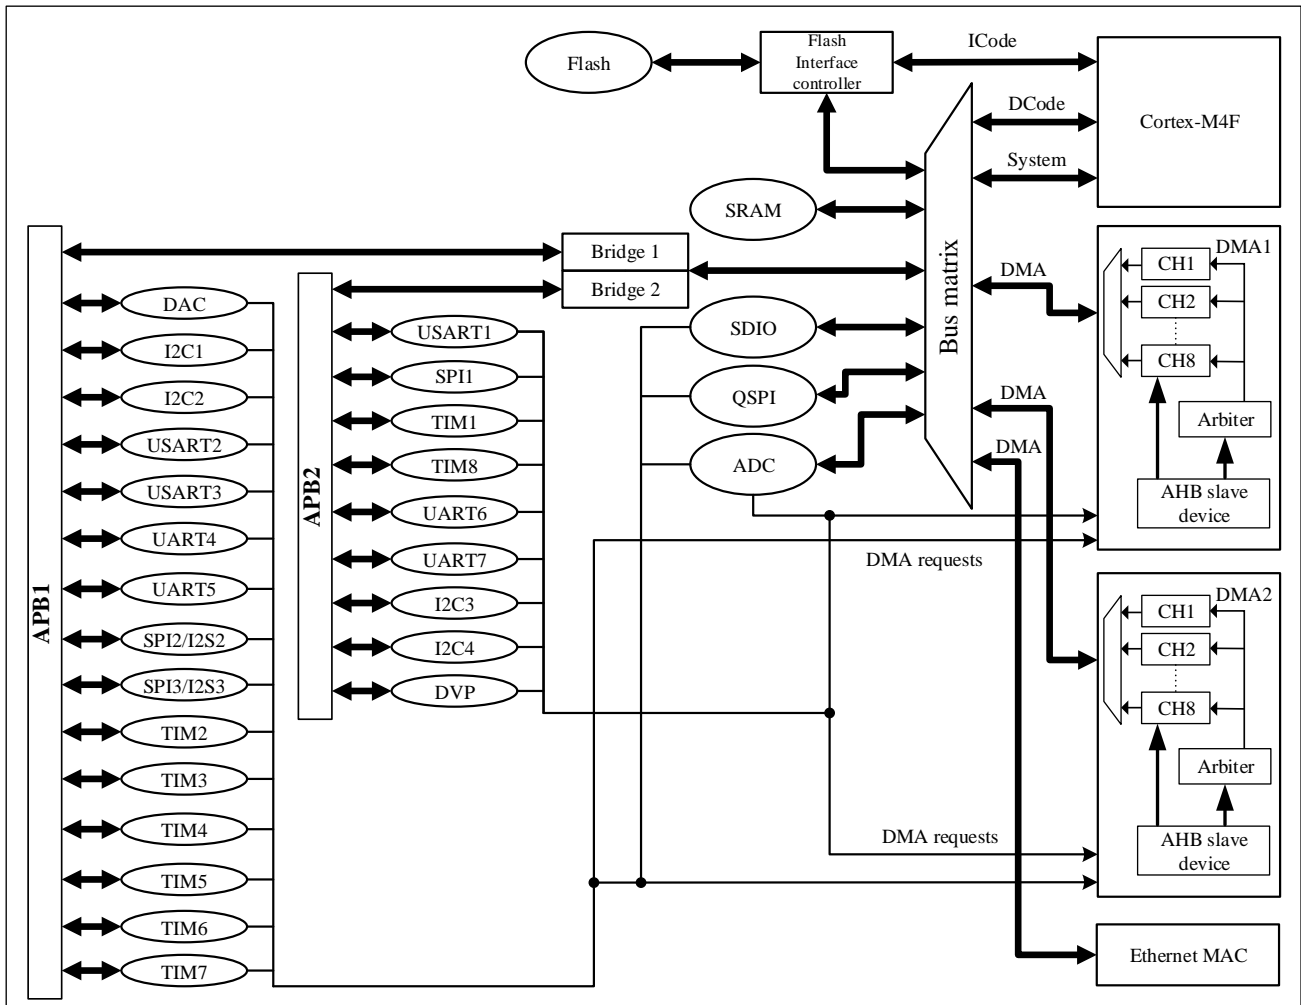 Flash
Flash
Interface
controller
ICode
Cortex-M4F
DCode
System
SRAM
Bus matrix
Bridge 1
Bridge 2
DMA
DMA1
CH1
CH2
CH8
Arbiter
AHB slave
device
SDIO
QSPI
ADC
DMA
DMA
DMA requests
APB1
DAC
I2C1
I2C2
USART2
USART3
UART4
UART5
SPI2/I2S2
SPI3/I2S3
TIM2
TIM3
TIM4
TIM5
TIM6
TIM7
APB2
USART1
SPI1
TIM1
TIM8
UART6
UART7
I2C3
I2C4
DVP
DMA2
CH1
CH2
CH8
Arbiter
AHB slave
device
DMA requests
Ethernet MAC